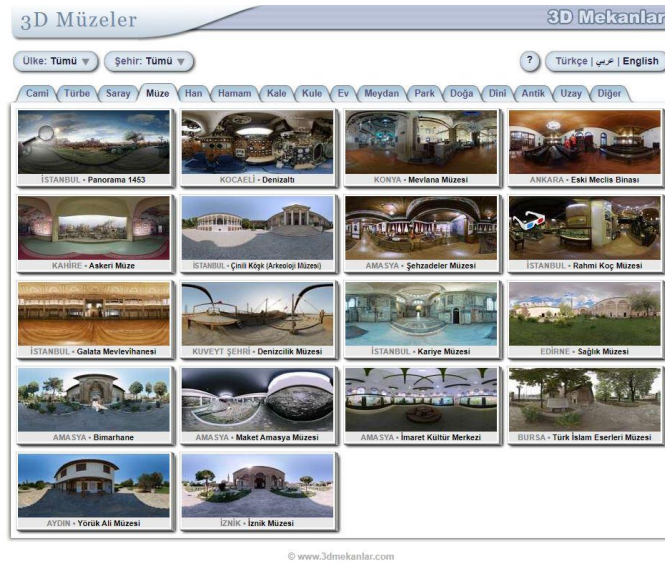 3D Müzeler
3D Mekanlar
Ülke: Tümü ▼ Şehir: Tümü ▼
? Türkçe | عربي | English
Cami Türbe Saray Müze Han Hamam Kale Kule Ev Meydan Park Doğa Dinî Antik Uzay Diğer
İSTANBUL • Panorama 1453
KOCAELİ • Denizaltı
KONYA • Mevlana Müzesi
ANKARA • Eski Meclis Binası
KAHİRE • Askeri Müze
İSTANBUL • Çinili Köşk (Arkeoloji Müzesi)
AMASYA • Şehzadeler Müzesi
İSTANBUL • Rahmi Koç Müzesi
İSTANBUL • Galata Mevlevîhanesi
KUVEYT ŞEHRİ • Denizcilik Müzesi
İSTANBUL • Kariye Müzesi
EDİRNE • Sağlık Müzesi
AMASYA • Bimarhane
AMASYA • Maket Amasya Müzesi
AMASYA • İmaret Kültür Merkezi
BURSA • Türk İslam Eserleri Müzesi
AYDIN • Yörük Ali Müzesi
İZNİK • İznik Müzesi
© www.3dmekanlar.com